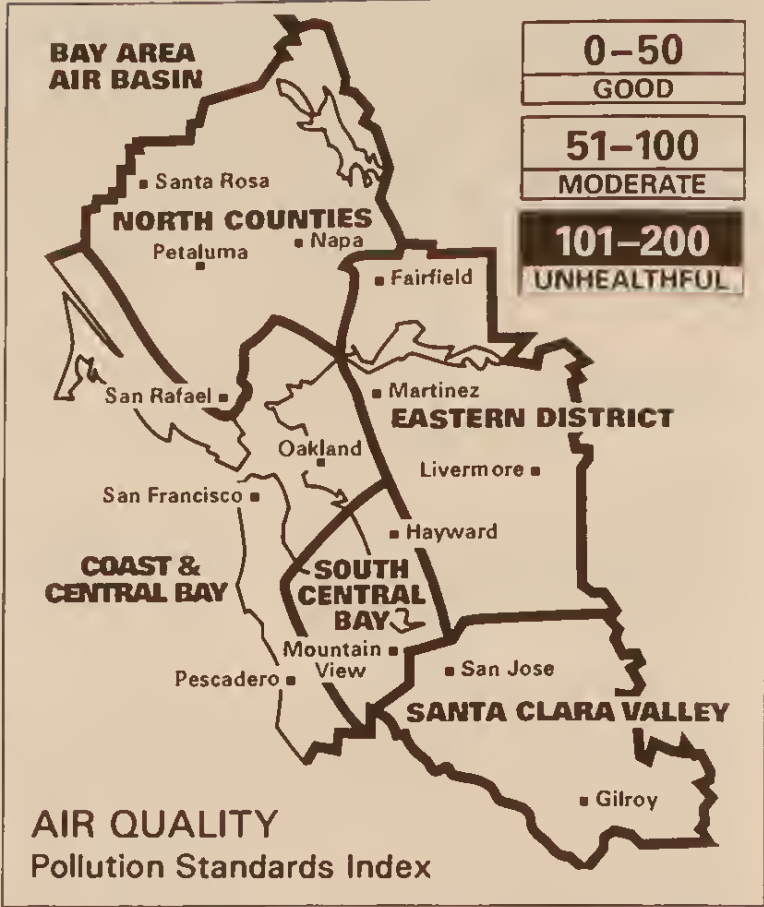 BAY AREA
AIR BASIN
0–50
GOOD
51–100
MODERATE
101–200
UNHEALTHFUL
Santa Rosa
NORTH COUNTIES
Napa
Petaluma
Fairfield
San Rafael
Martinez
EASTERN DISTRICT
Oakland
Livermore
San Francisco
Hayward
COAST &
CENTRAL BAY
SOUTH
CENTRAL
BAY
Mountain
View
Pescadero
San Jose
SANTA CLARA VALLEY
Gilroy
AIR QUALITY
Pollution Standards Index